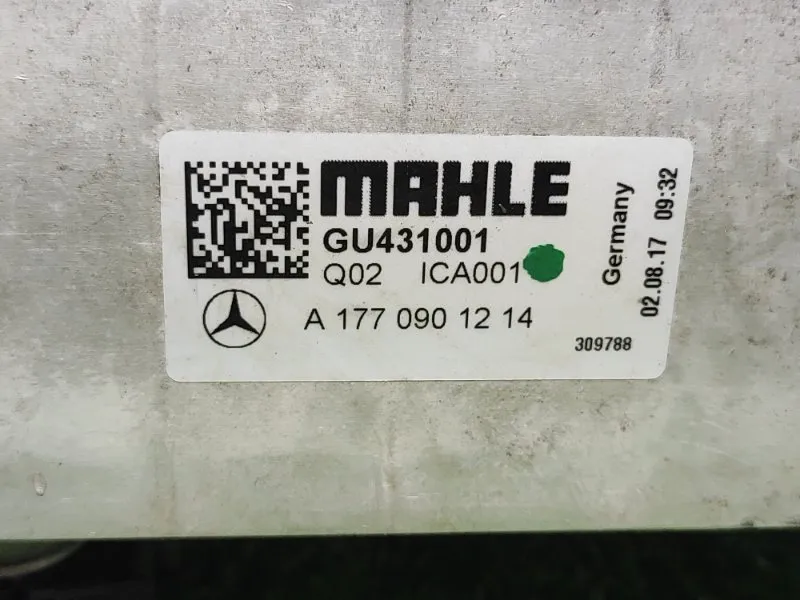 MAHLE
GU431001
Q02 ICA001
A 177 090 12 14
309788
Germany
02.08.17 09:32